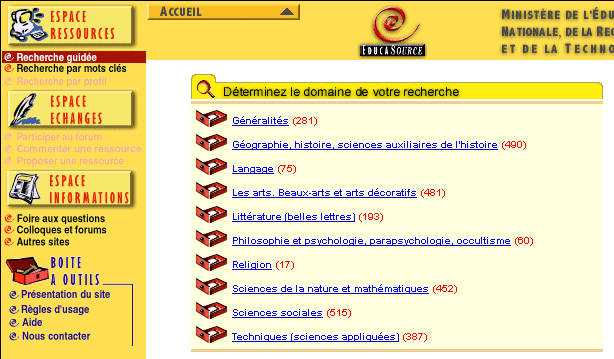 ESPACE
RESSOURCES
Recherche guidée
Recherche par mots clés
Recherche par profil
ESPACE
ECHANGES
Participer au forum
Commenter une ressource
Proposer une ressource
ESPACE
INFORMATIONS
Foire aux questions
Colloques et forums
Autres sites
BOITE
A OUTILS
Présentation du site
Règles d'usage
Aide
Nous contacter
ACCUEIL
EDUCASOURCE
MINISTÈRE DE L'ÉDU
NATIONALE, DE LA REC
ET DE LA TECHNO
Déterminez le domaine de votre recherche
Généralités (281)
Géographie, histoire, sciences auxiliaires de l'histoire (490)
Langage (75)
Les arts. Beaux-arts et arts décoratifs (481)
Littérature (belles lettres) (193)
Philosophie et psychologie, parapsychologie, occultisme (60)
Religion (17)
Sciences de la nature et mathématiques (452)
Sciences sociales (515)
Techniques (sciences appliquées) (387)